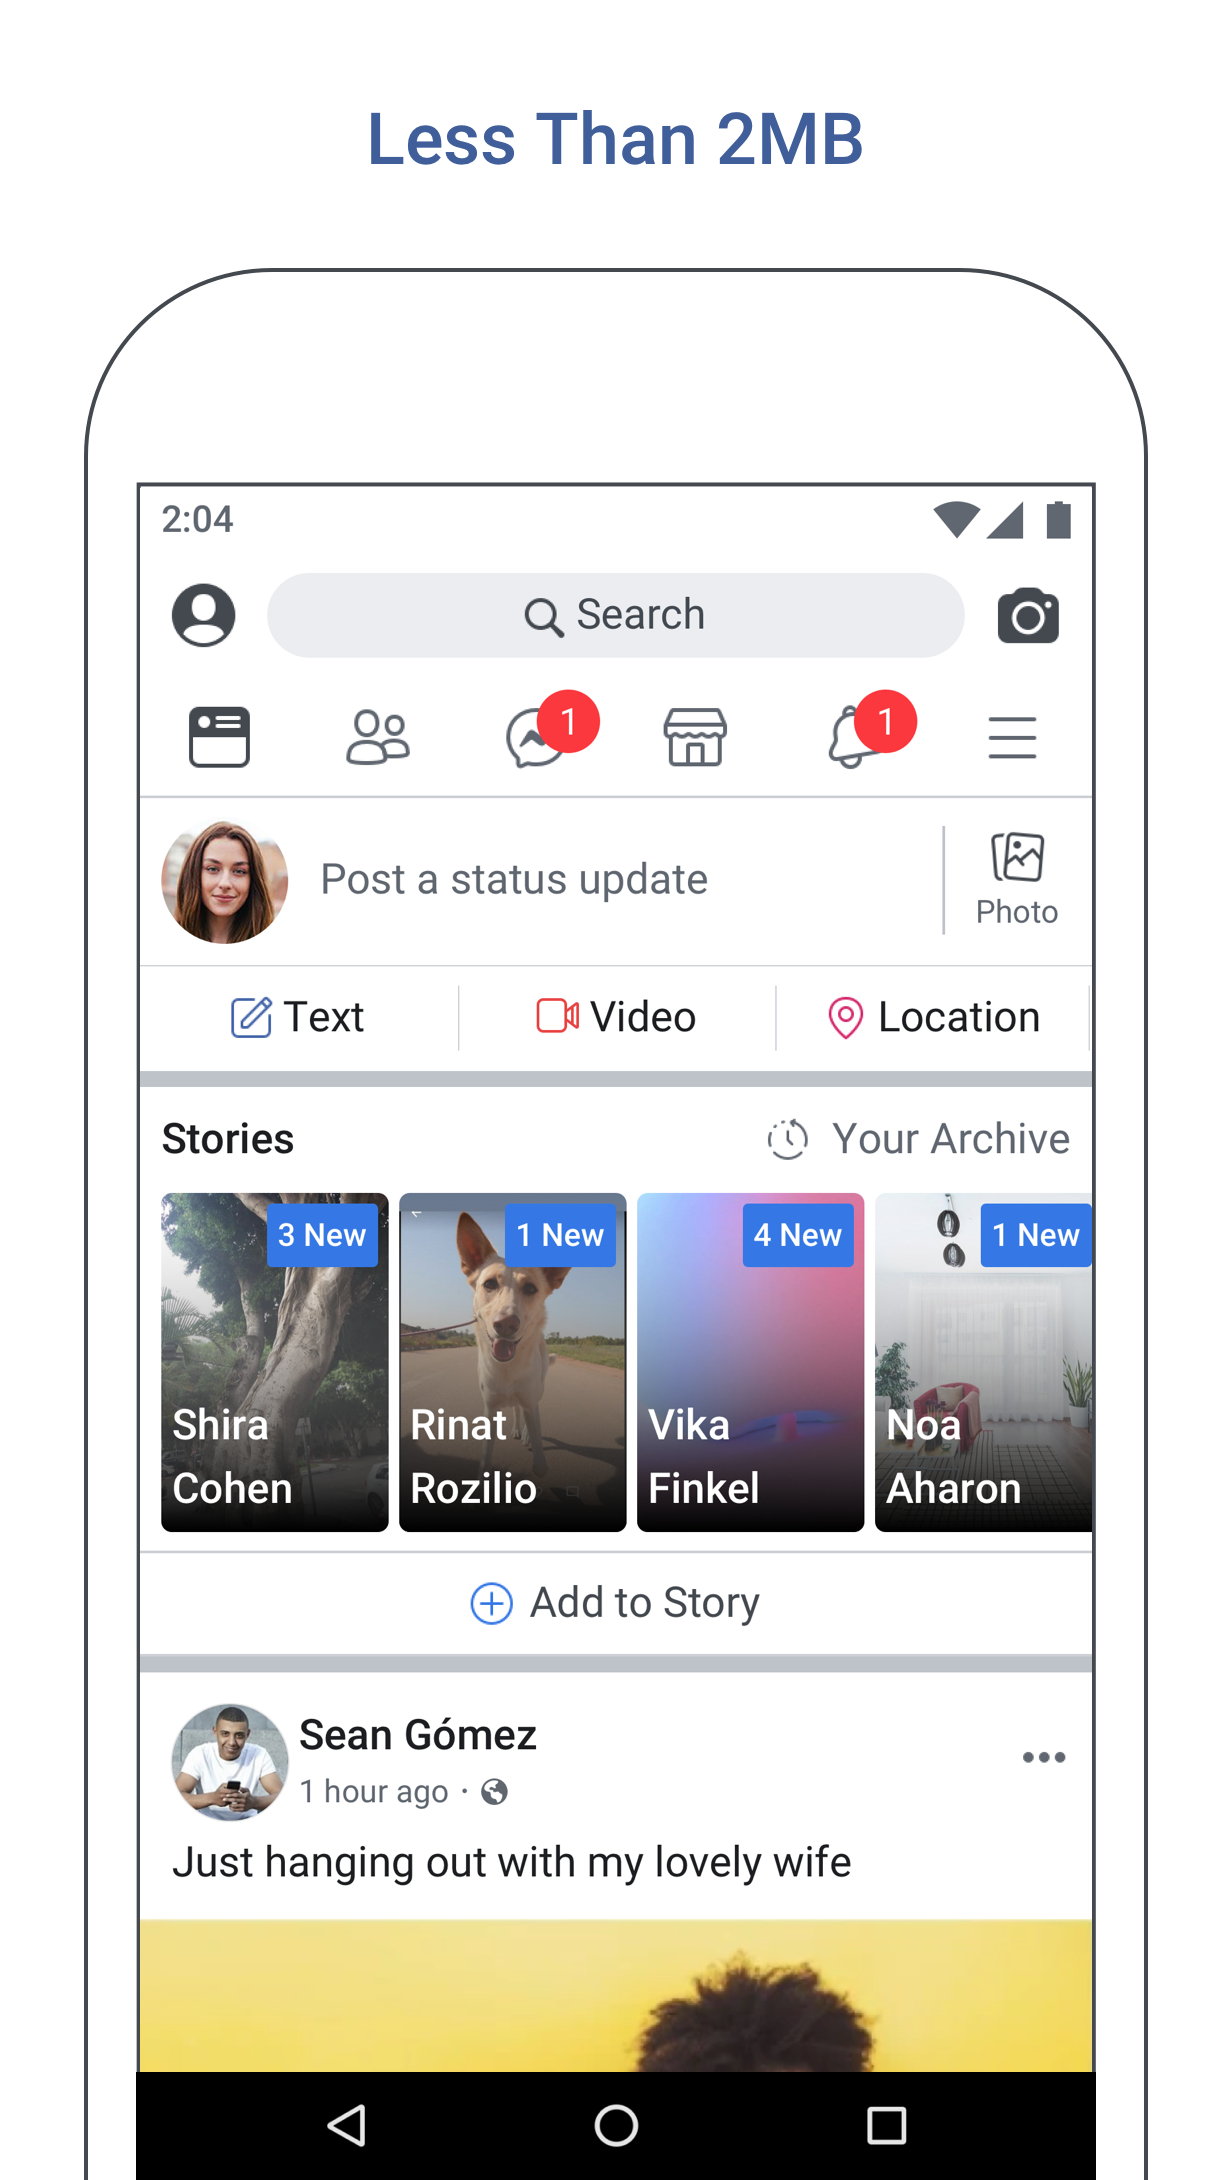 Less Than 2MB
2:04
Search
1
1
Post a status update
Photo
Text
Video
Location
Stories
Your Archive
3 New
1 New
4 New
1 New
Shira
Cohen
Rinat
Rozilio
Vika
Finkel
Noa
Aharon
Add to Story
Sean Gómez
1 hour ago ·
Just hanging out with my lovely wife